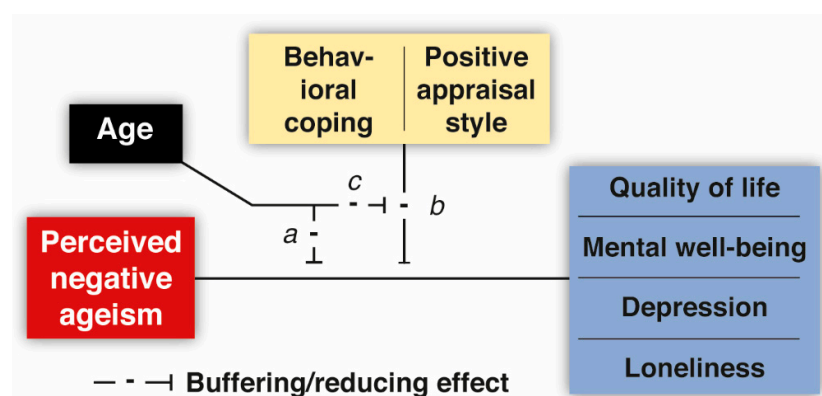 Behav-
ioral
coping
Positive
appraisal
style
Age
c
b
a
Perceived
negative
ageism
Quality of life
Mental well-being
Depression
Loneliness
Buffering/reducing effect